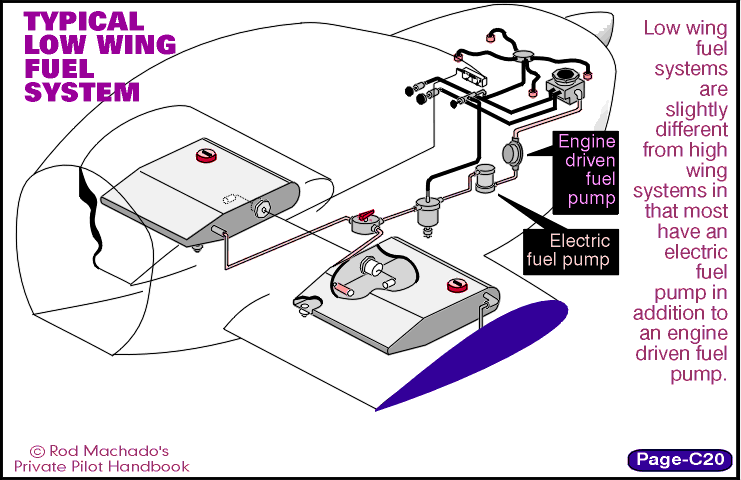 TYPICAL
LOW WING
FUEL
SYSTEM
Low wing
fuel
systems
are
slightly
different
from high
wing
systems in
that most
have an
electric
fuel
pump in
addition to
an engine
driven fuel
pump.
Engine
driven
fuel
pump
Electric
fuel pump
© Rod Machado's
Private Pilot Handbook
Page-C20